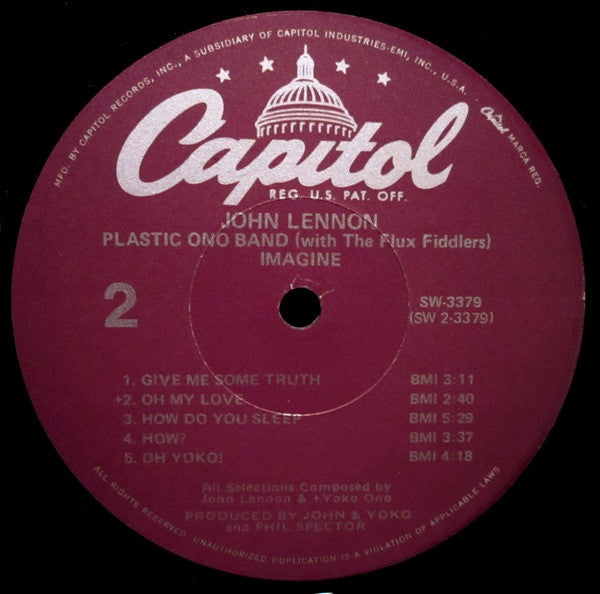 MFD. BY CAPITOL RECORDS, INC., A SUBSIDIARY OF CAPITOL INDUSTRIES-EMI, INC., U.S.A.
Capitol MARCA REG.
Capitol
REG. U.S. PAT. OFF.
JOHN LENNON
PLASTIC ONO BAND (with The Flux Fiddlers)
IMAGINE
2
SW-3379
(SW 2-3379)
1. GIVE ME SOME TRUTH BMI 3:11
+2. OH MY LOVE BMI 2:40
3. HOW DO YOU SLEEP BMI 5:29
4. HOW? BMI 3:37
5. OH YOKO! BMI 4:18
All Selections Composed by
John Lennon & +Yoko Ono
PRODUCED BY JOHN & YOKO
and PHIL SPECTOR
ALL RIGHTS RESERVED. UNAUTHORIZED DUPLICATION IS A VIOLATION OF APPLICABLE LAWS